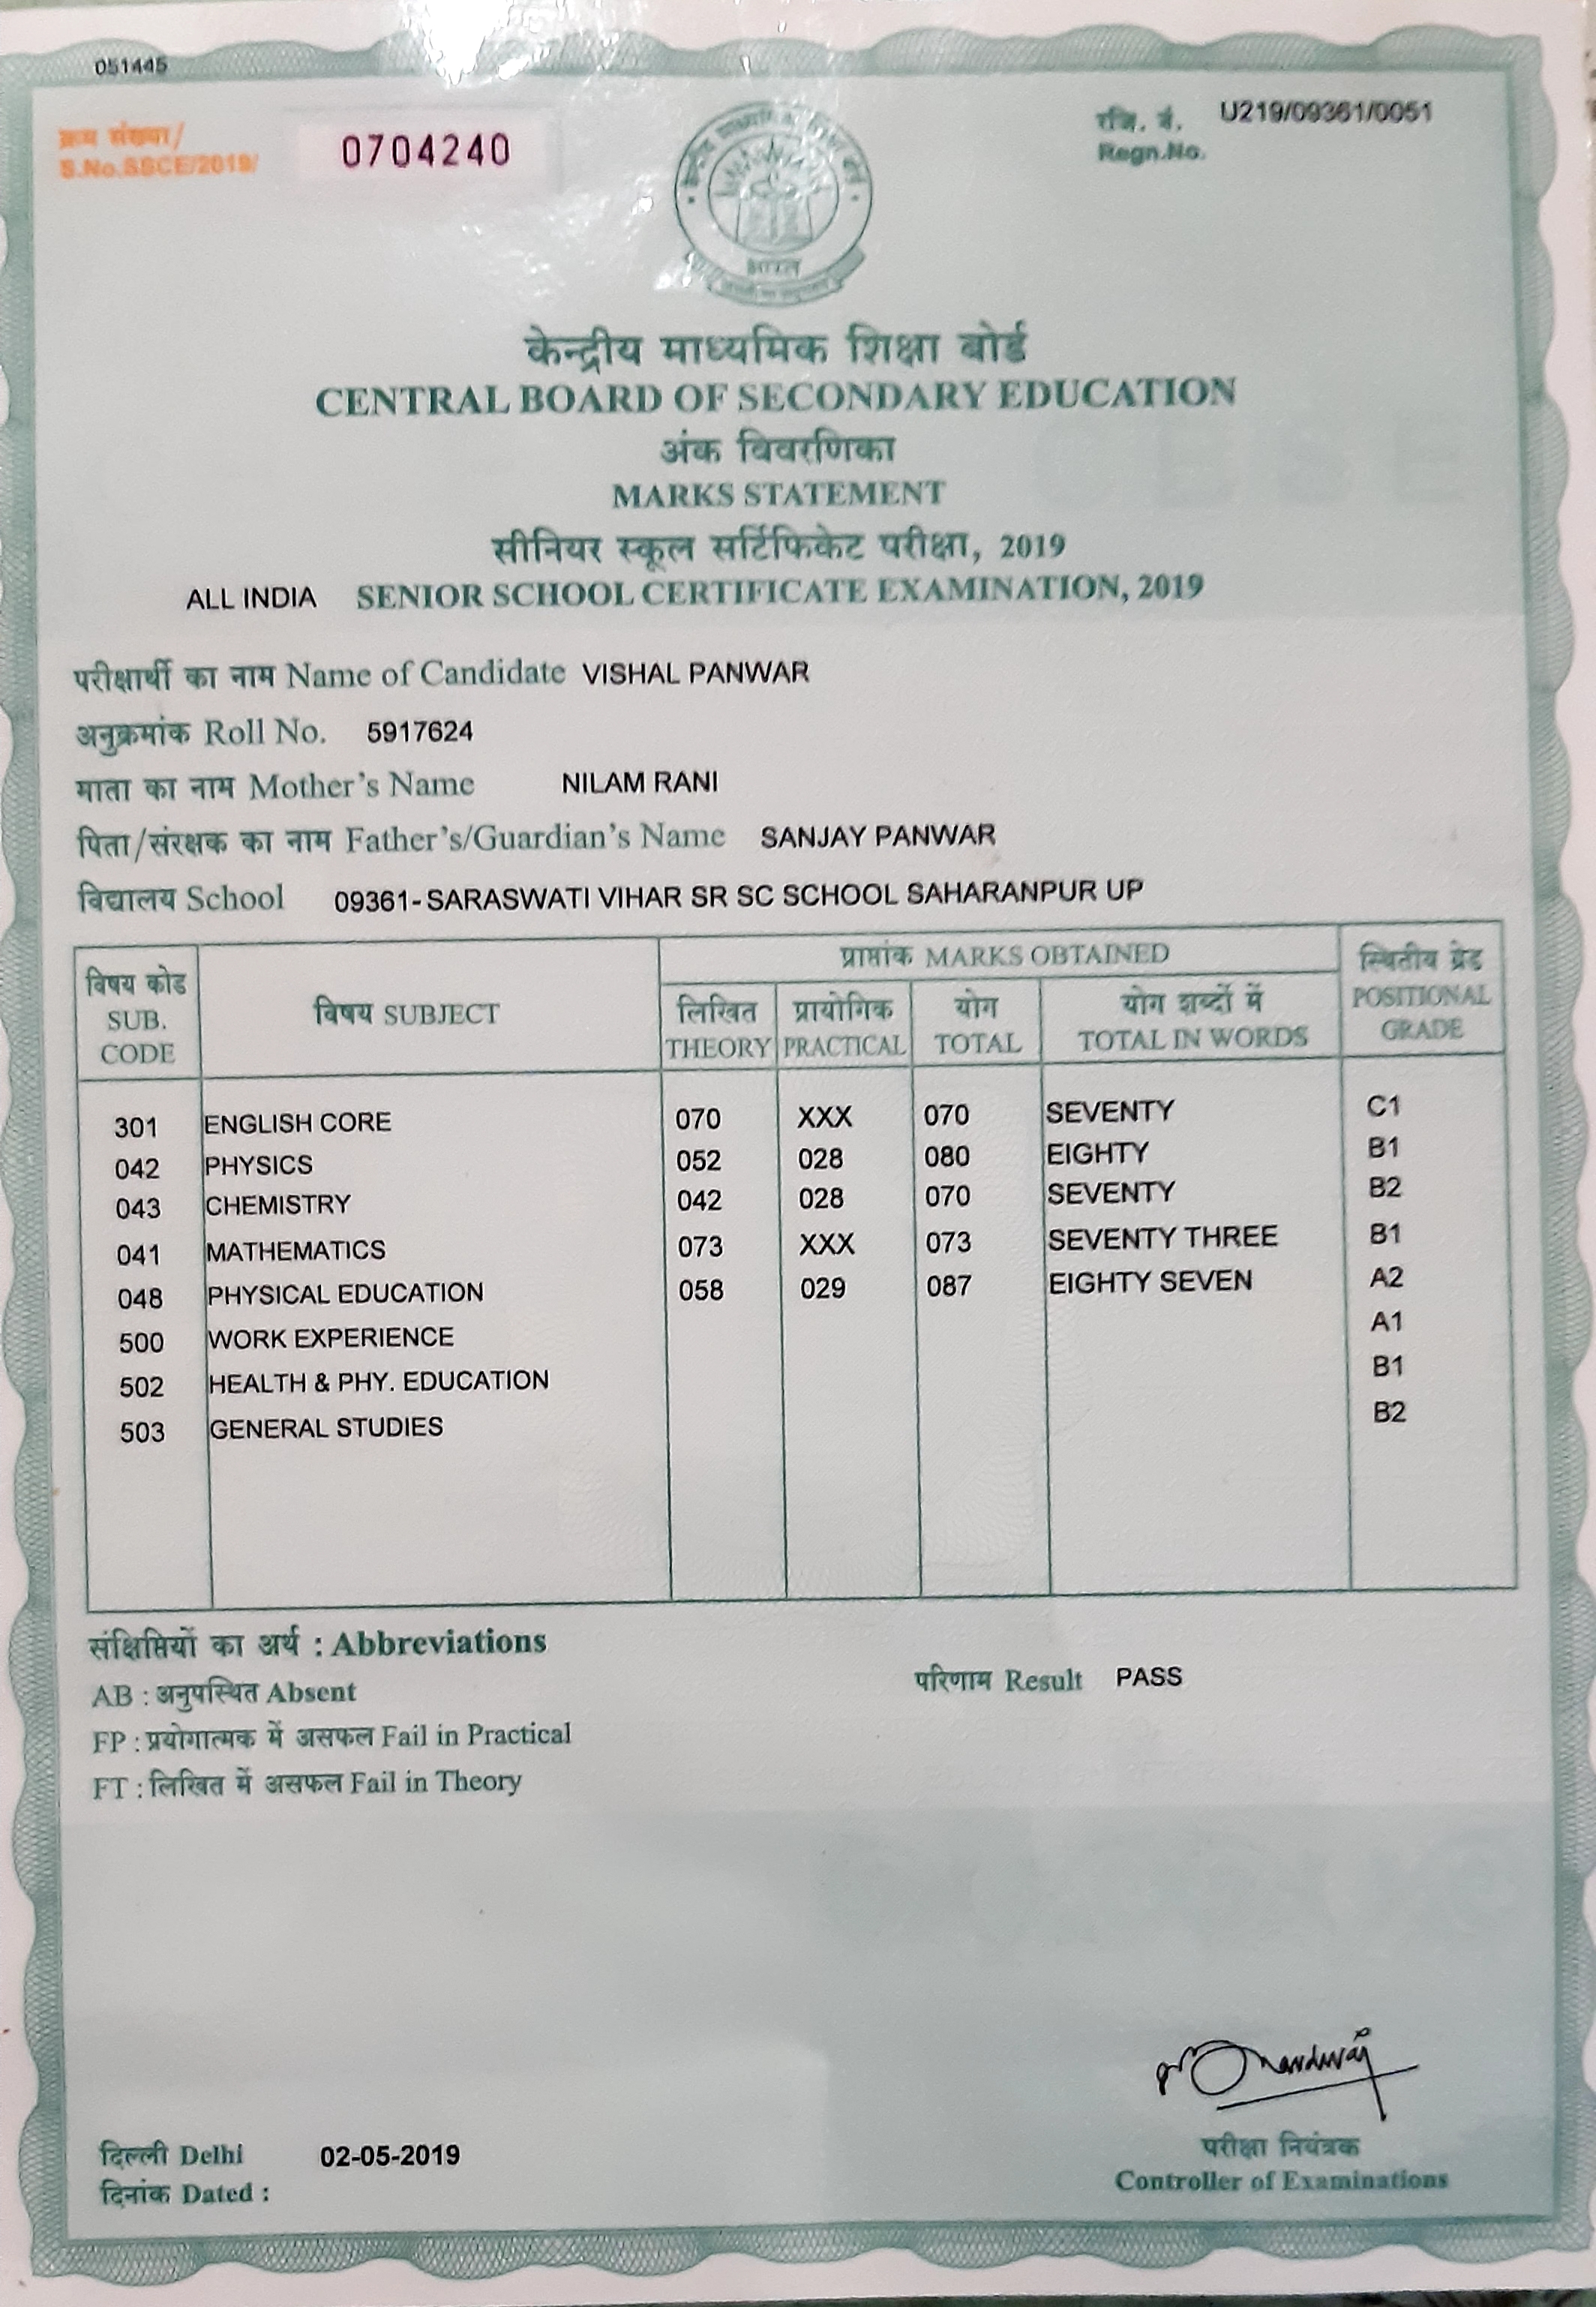 051445
क्रम संख्या/
S.No.SSCE/2019/
0704240
रजि. नं.
Regn.No.
U219/09361/0051
भारत
केन्द्रीय माध्यमिक शिक्षा बोर्ड
CENTRAL BOARD OF SECONDARY EDUCATION
अंक विवरणिका
MARKS STATEMENT
सीनियर स्कूल सर्टिफिकेट परीक्षा, 2019
ALL INDIA SENIOR SCHOOL CERTIFICATE EXAMINATION, 2019
परीक्षार्थी का नाम Name of Candidate VISHAL PANWAR
अनुक्रमांक Roll No. 5917624
माता का नाम Mother's Name NILAM RANI
पिता/संरक्षक का नाम Father's/Guardian's Name SANJAY PANWAR
विद्यालय School 09361-SARASWATI VIHAR SR SC SCHOOL SAHARANPUR UP
विषय कोड
SUB.
CODE
विषय SUBJECT
प्राप्तांक MARKS OBTAINED
लिखित
THEORY
प्रायोगिक
PRACTICAL
योग
TOTAL
योग शब्दों में
TOTAL IN WORDS
स्थितीय ग्रेड
POSITIONAL
GRADE
301 ENGLISH CORE 070 XXX 070 SEVENTY C1
042 PHYSICS 052 028 080 EIGHTY B1
043 CHEMISTRY 042 028 070 SEVENTY B2
041 MATHEMATICS 073 XXX 073 SEVENTY THREE B1
048 PHYSICAL EDUCATION 058 029 087 EIGHTY SEVEN A2
500 WORK EXPERIENCE A1
502 HEALTH & PHY. EDUCATION B1
503 GENERAL STUDIES B2
संक्षिप्तियों का अर्थ : Abbreviations
AB : अनुपस्थित Absent
परिणाम Result PASS
FP : प्रयोगात्मक में असफल Fail in Practical
FT : लिखित में असफल Fail in Theory
दिल्ली Delhi
02-05-2019
दिनांक Dated :
परीक्षा नियंत्रक
Controller of Examinations